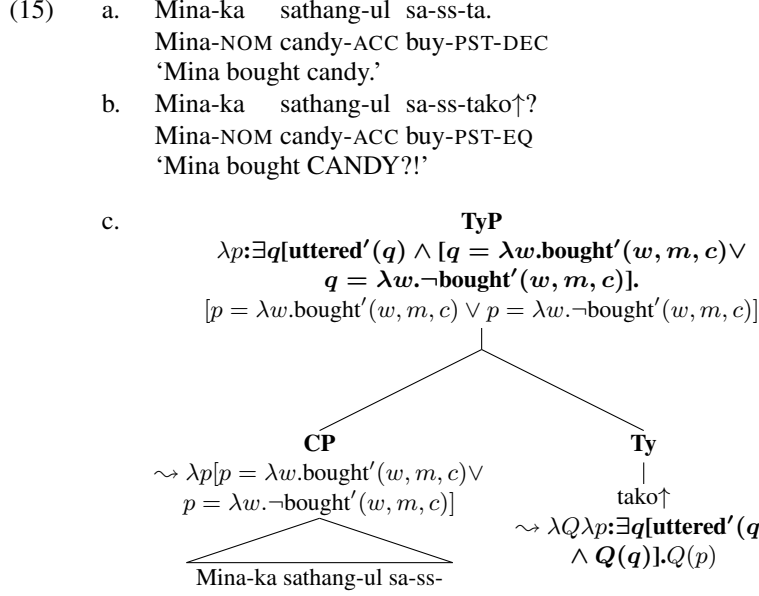 (15) a. Mina-ka sathang-ul sa-ss-ta.
Mina-NOM candy-ACC buy-PST-DEC
‘Mina bought candy.’
b. Mina-ka sathang-ul sa-ss-tako↑?
Mina-NOM candy-ACC buy-PST-EQ
‘Mina bought CANDY?!’
c. TyP
λp:∃q[uttered′(q) ∧ [q = λw.bought′(w, m, c)∨
q = λw.¬bought′(w, m, c)].
[p = λw.bought′(w, m, c) ∨ p = λw.¬bought′(w, m, c)]
CP Ty
⇝ λp[p = λw.bought′(w, m, c)∨
p = λw.¬bought′(w, m, c)]
Mina-ka sathang-ul sa-ss-
tako↑
⇝ λQλp:∃q[uttered′(q
∧ Q(q)].Q(p)